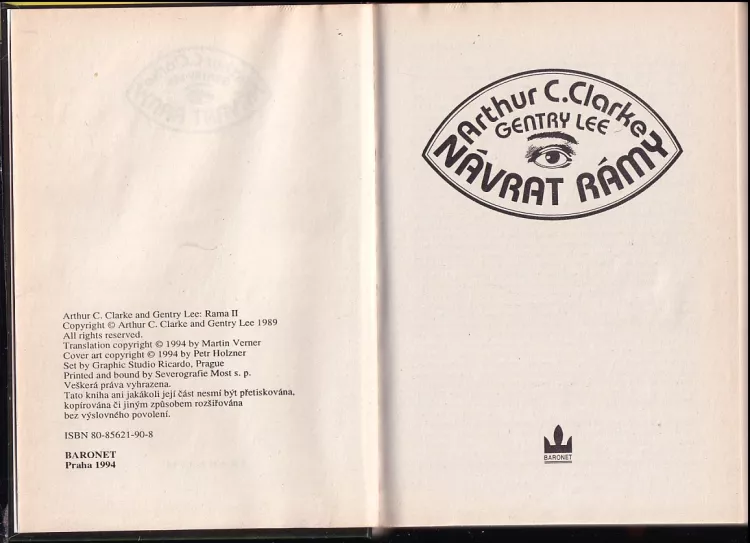 Arthur C. Clarke and Gentry Lee: Rama II
Copyright © Arthur C. Clarke and Gentry Lee 1989
All rights reserved.
Translation copyright © 1994 by Martin Verner
Cover art copyright © 1994 by Petr Holzner
Set by Graphic Studio Ricardo, Prague
Printed and bound by Severografie Most s. p.
Veškerá práva vyhrazena.
Tato kniha ani jakákoli její část nesmí být přetiskována,
kopírována či jiným způsobem rozšiřována
bez výslovného povolení.
ISBN 80-85621-90-8
BARONET
Praha 1994
Arthur C. Clarke
GENTRY LEE
NÁVRAT RÁMY
BARONET